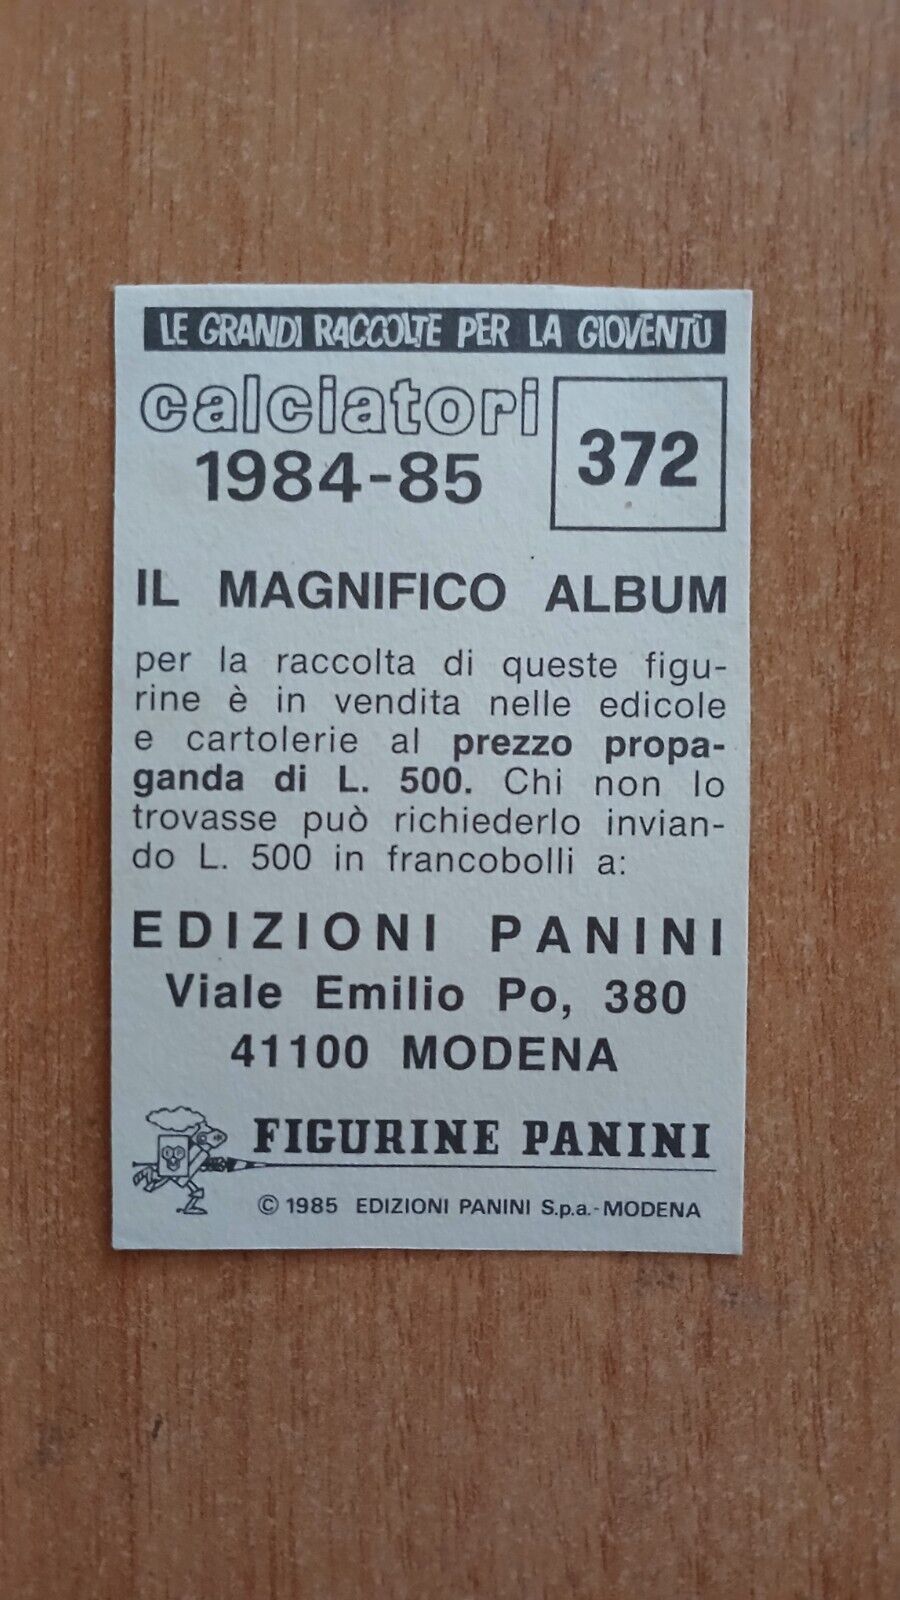 LE GRANDI RACCOLTE PER LA GIOVENTÙ
calciatori
1984-85
372
IL MAGNIFICO ALBUM
per la raccolta di queste figu-
rine è in vendita nelle edicole
e cartolerie al prezzo propa-
ganda di L. 500. Chi non lo
trovasse può richiederlo invian-
do L. 500 in francobolli a:
EDIZIONI PANINI
Viale Emilio Po, 380
41100 MODENA
FIGURINE PANINI
© 1985 EDIZIONI PANINI S.p.a.-MODENA